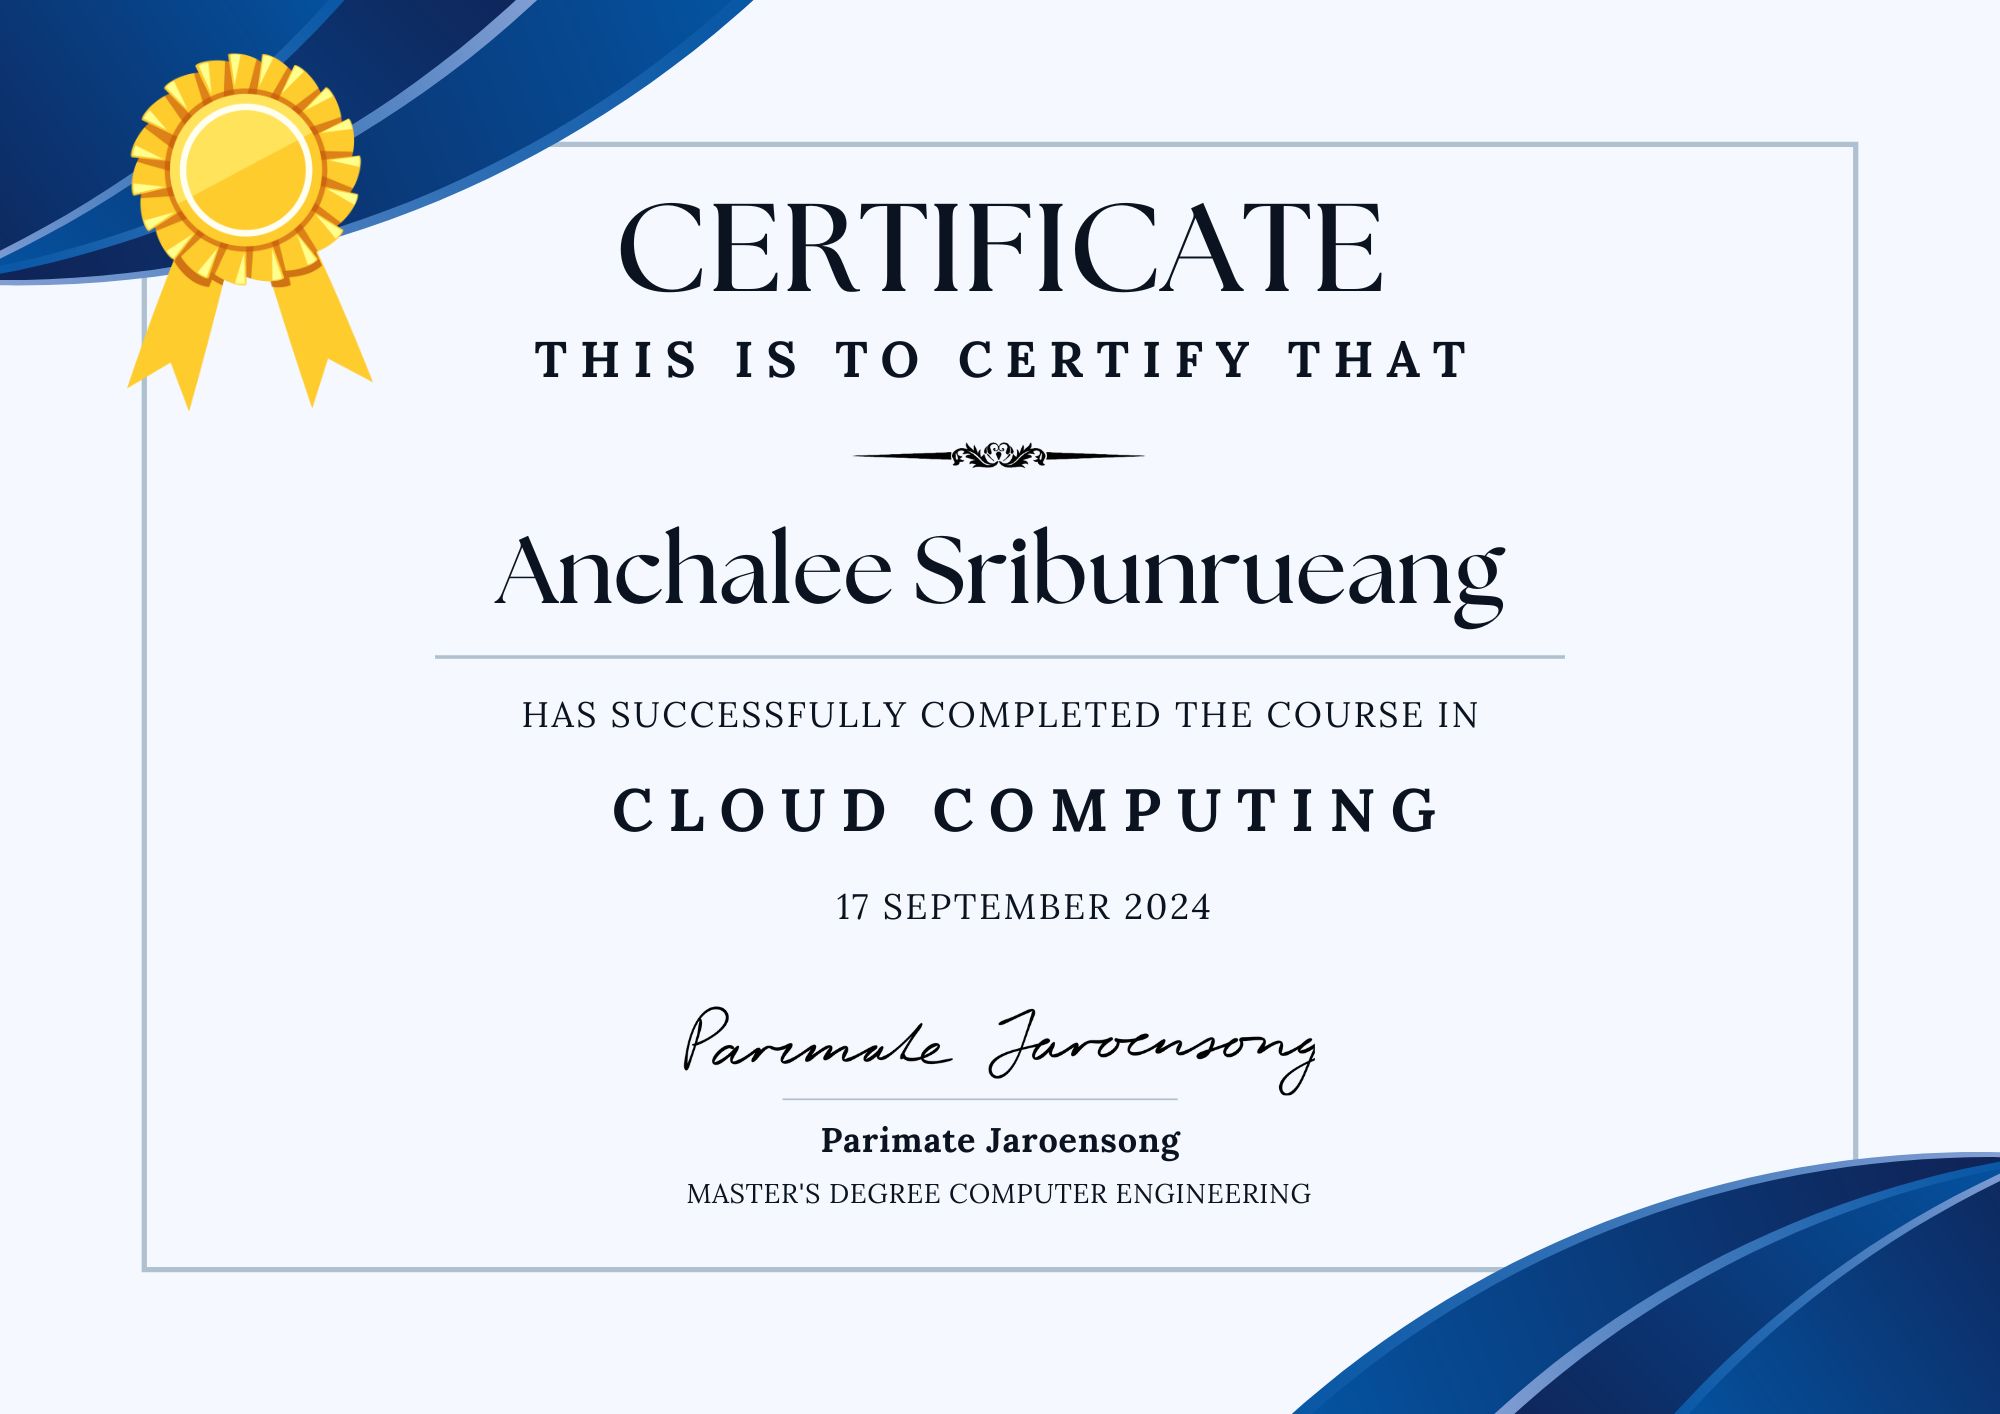 CERTIFICATE
THIS IS TO CERTIFY THAT
Anchalee Sribunrueang
HAS SUCCESSFULLY COMPLETED THE COURSE IN
CLOUD COMPUTING
17 SEPTEMBER 2024
Parimate Jaroensong
Parimate Jaroensong
MASTER'S DEGREE COMPUTER ENGINEERING